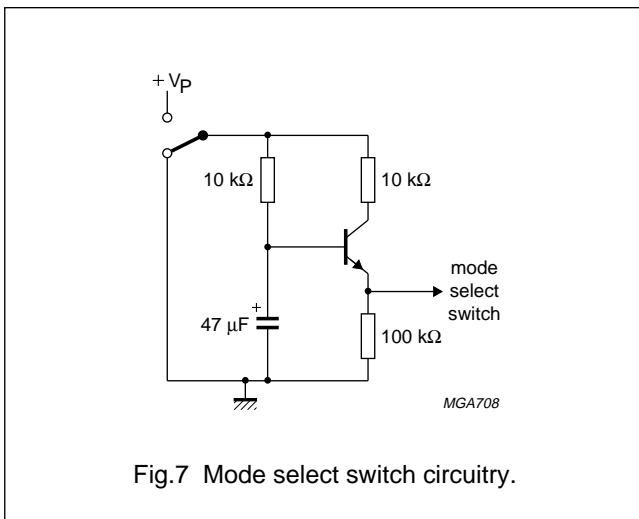 + VP
10 kΩ
10 kΩ
mode
select
switch
+
47 μF
100 kΩ
MGA708
Fig.7 Mode select switch circuitry.